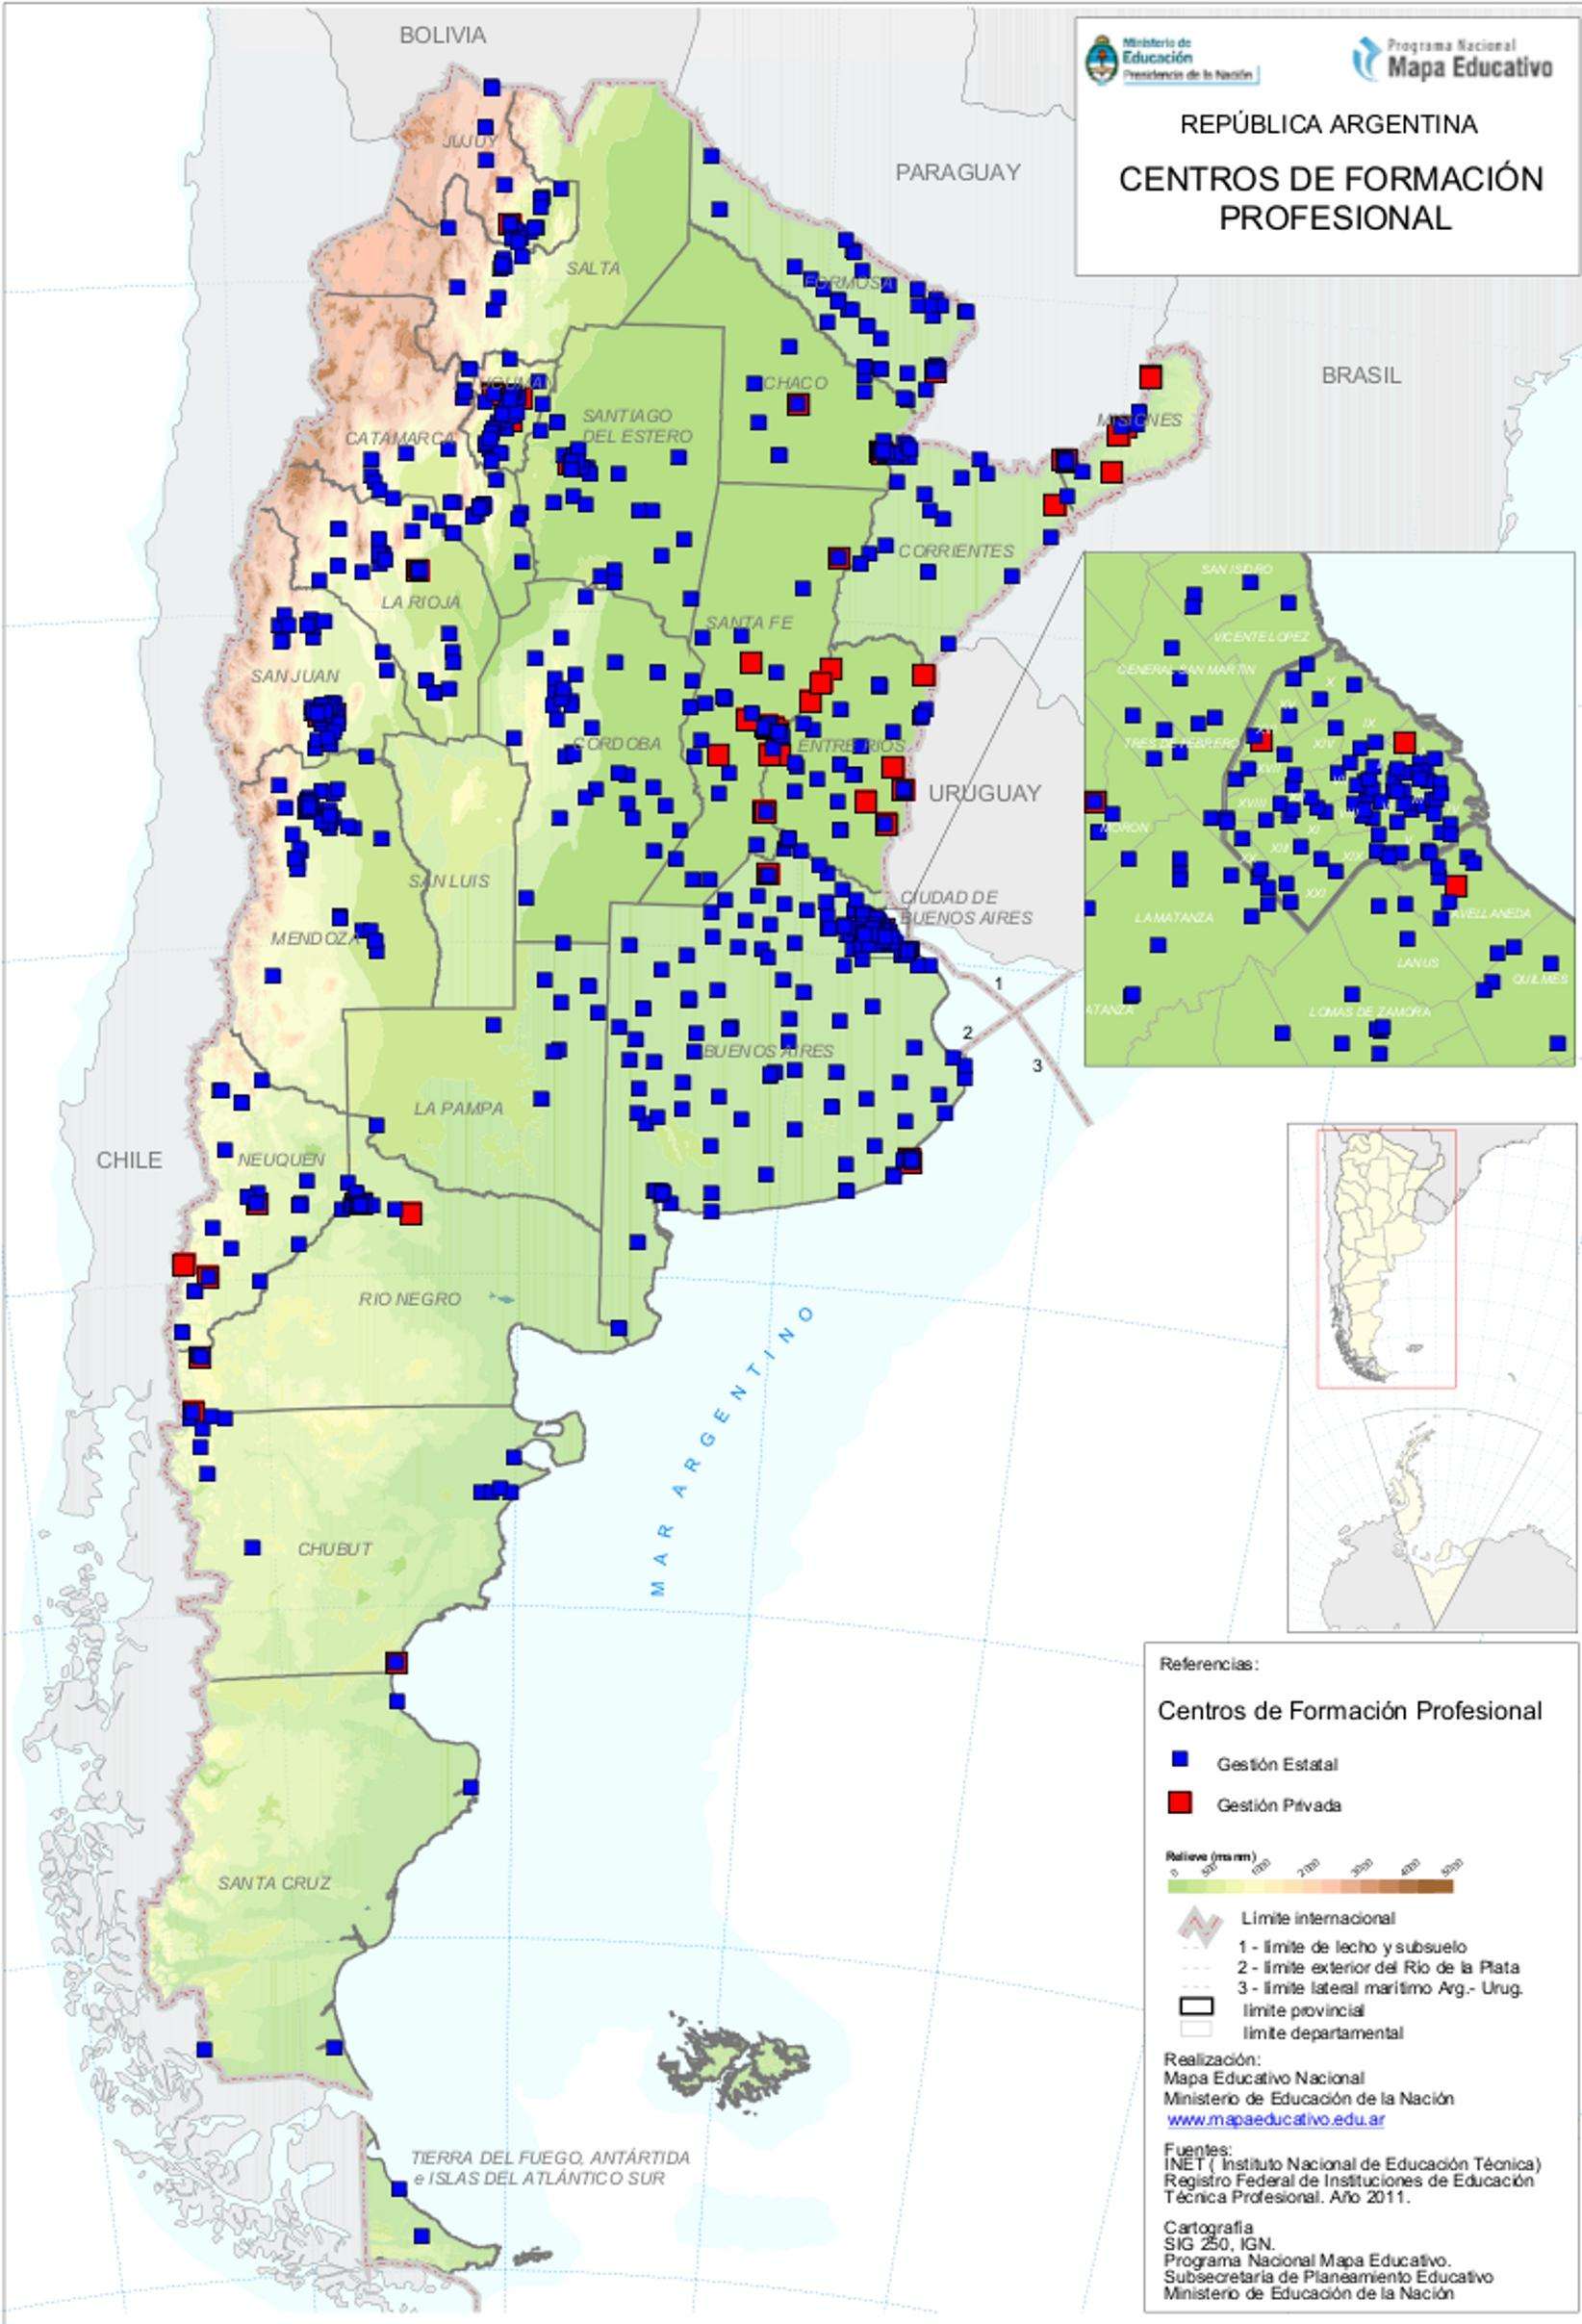 BOLIVIA
Ministerio de
Educación
Presidencia de la Nación
Programa Nacional
Mapa Educativo
REPÚBLICA ARGENTINA
CENTROS DE FORMACIÓN
PROFESIONAL
JUJUY
PARAGUAY
SALTA
FORMOSA
CHACO
BRASIL
MISIONES
SANTIAGO
DEL ESTERO
CATAMARCA
CORRIENTES
LA RIOJA
SANTA FE
SAN JUAN
CORDOBA
ENTRE RIOS
URUGUAY
SAN LUIS
CIUDAD DE
BUENOS AIRES
MENDOZA
1
2
3
BUENOS AIRES
LA PAMPA
CHILE
NEUQUEN
RIO NEGRO
MAR ARGENTINO
CHUBUT
SANTA CRUZ
TIERRA DEL FUEGO, ANTÁRTIDA
e ISLAS DEL ATLÁNTICO SUR
SAN ISIDRO
VICENTE LOPEZ
GENERAL SAN MARTIN
X
IX
XIV
TRES DE FEBRERO
XVIII
MORON
XI
XXI
LA MATANZA
AVELLANEDA
LANUS
QUILMES
ATANZA
LOMAS DE ZAMORA
Referencias:
Centros de Formación Profesional
Gestión Estatal
Gestión Privada
Relieve (msnm)
0 500 1000 2000 3000 4000 5000
Límite internacional
1 - límite de lecho y subsuelo
2 - límite exterior del Río de la Plata
3 - límite lateral marítimo Arg.- Urug.
límite provincial
límite departamental
Realización:
Mapa Educativo Nacional
Ministerio de Educación de la Nación
www.mapaeducativo.edu.ar
Fuentes:
INET ( Instituto Nacional de Educación Técnica)
Registro Federal de Instituciones de Educación
Técnica Profesional. Año 2011.
Cartografía
SIG 250, IGN.
Programa Nacional Mapa Educativo.
Subsecretaría de Planeamiento Educativo
Ministerio de Educación de la Nación